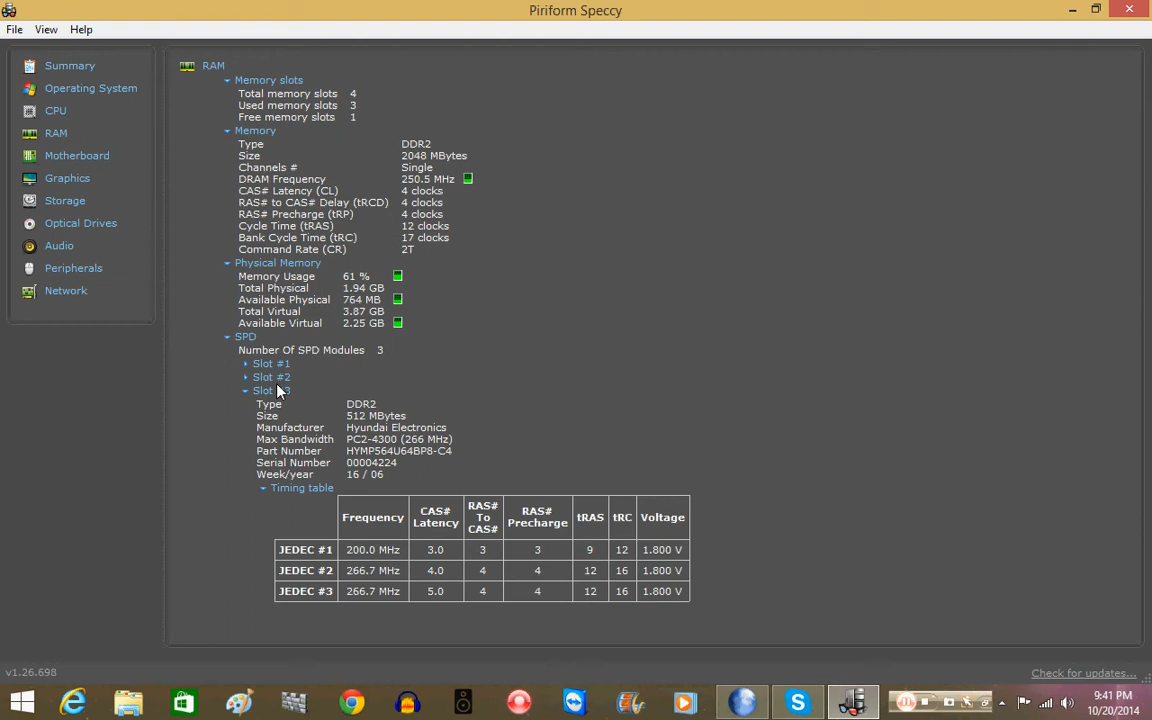 Piriform Speccy
File View Help
Summary
Operating System
CPU
RAM
Motherboard
Graphics
Storage
Optical Drives
Audio
Peripherals
Network
RAM
Memory slots
Total memory slots 4
Used memory slots 3
Free memory slots 1
Memory
Type DDR2
Size 2048 MBytes
Channels # Single
DRAM Frequency 250.5 MHz
CAS# Latency (CL) 4 clocks
RAS# to CAS# Delay (tRCD) 4 clocks
RAS# Precharge (tRP) 4 clocks
Cycle Time (tRAS) 12 clocks
Bank Cycle Time (tRC) 17 clocks
Command Rate (CR) 2T
Physical Memory
Memory Usage 61 %
Total Physical 1.94 GB
Available Physical 764 MB
Total Virtual 3.87 GB
Available Virtual 2.25 GB
SPD
Number Of SPD Modules 3
Slot #1
Slot #2
Slot #3
Type DDR2
Size 512 MBytes
Manufacturer Hyundai Electronics
Max Bandwidth PC2-4300 (266 MHz)
Part Number HYMP564U64BP8-C4
Serial Number 00004224
Week/year 16 / 06
Timing table
Frequency CAS# Latency RAS# To CAS# RAS# Precharge tRAS tRC Voltage
JEDEC #1 200.0 MHz 3.0 3 3 9 12 1.800 V
JEDEC #2 266.7 MHz 4.0 4 4 12 16 1.800 V
JEDEC #3 266.7 MHz 5.0 4 4 12 16 1.800 V
v1.26.698 Check for updates...
9:41 PM
10/20/2014